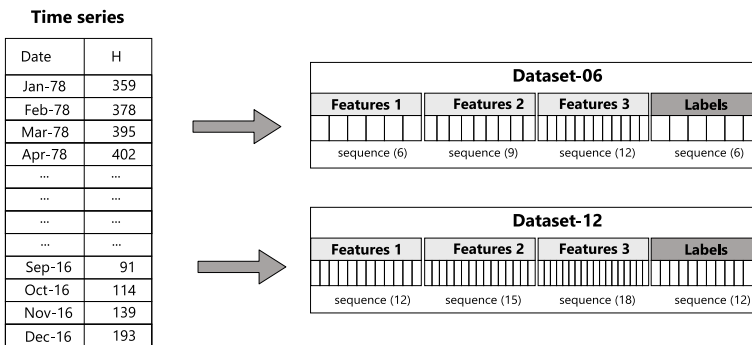 Time series
Date H
Jan-78 359
Feb-78 378
Mar-78 395
Apr-78 402
... ...
... ...
... ...
... ...
Sep-16 91
Oct-16 114
Nov-16 139
Dec-16 193
Dataset-06
Features 1 Features 2 Features 3 Labels
sequence (6) sequence (9) sequence (12) sequence (6)
Dataset-12
Features 1 Features 2 Features 3 Labels
sequence (12) sequence (15) sequence (18) sequence (12)